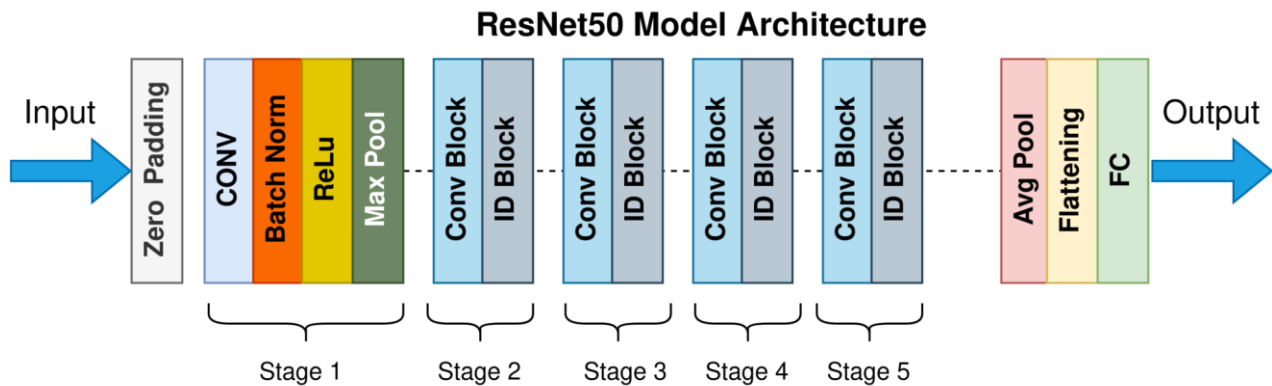 ResNet50 Model Architecture
Input
Zero Padding
CONV
Batch Norm
ReLu
Max Pool
Conv Block
ID Block
Conv Block
ID Block
Conv Block
ID Block
Conv Block
ID Block
Avg Pool
Flattening
FC
Output
Stage 1
Stage 2
Stage 3
Stage 4
Stage 5